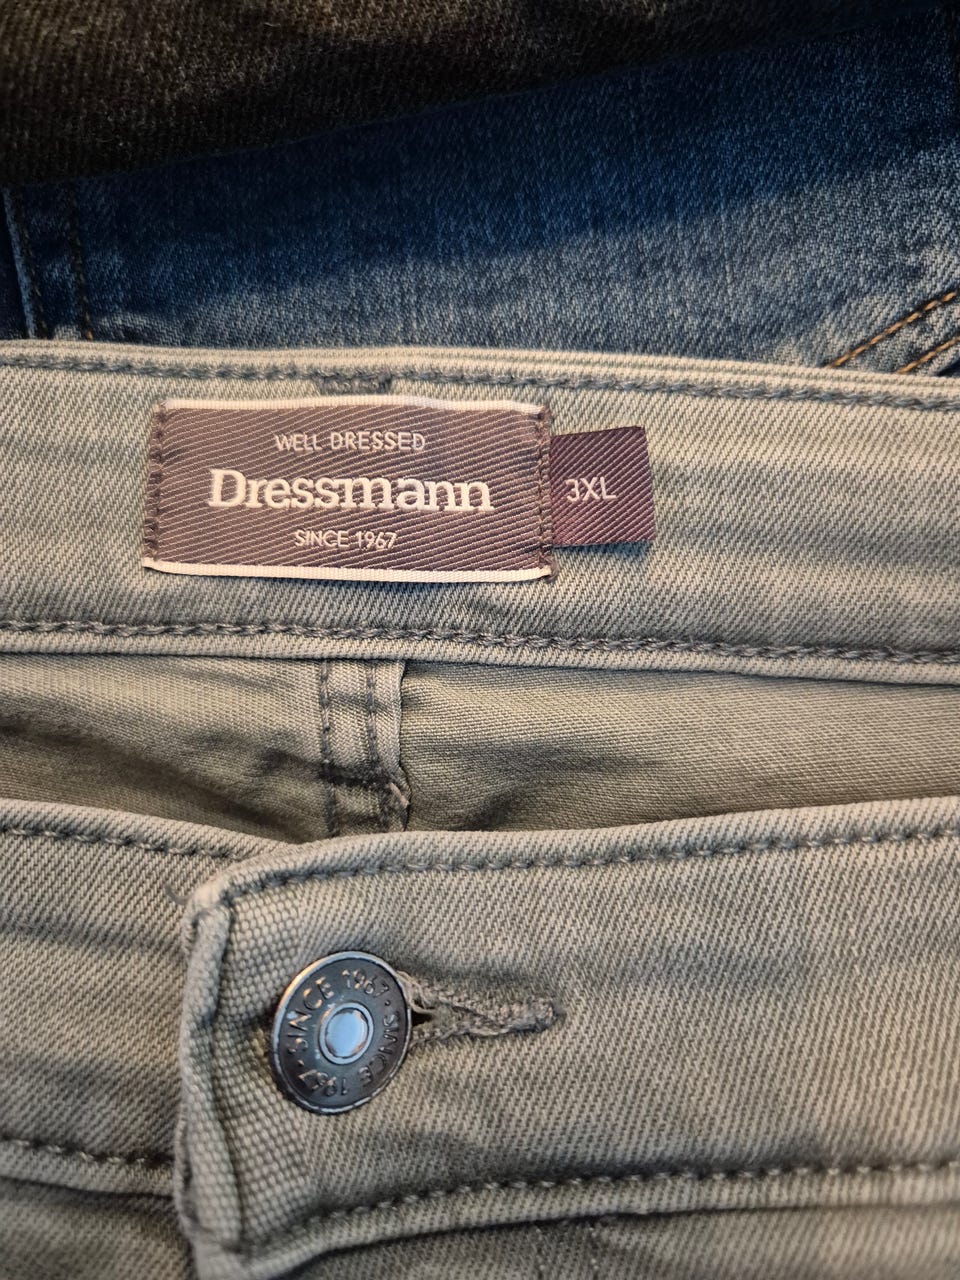 WELL DRESSED
Dressmann
SINCE 1967
3XL
SINCE 1967 · SINCE 1967 ·